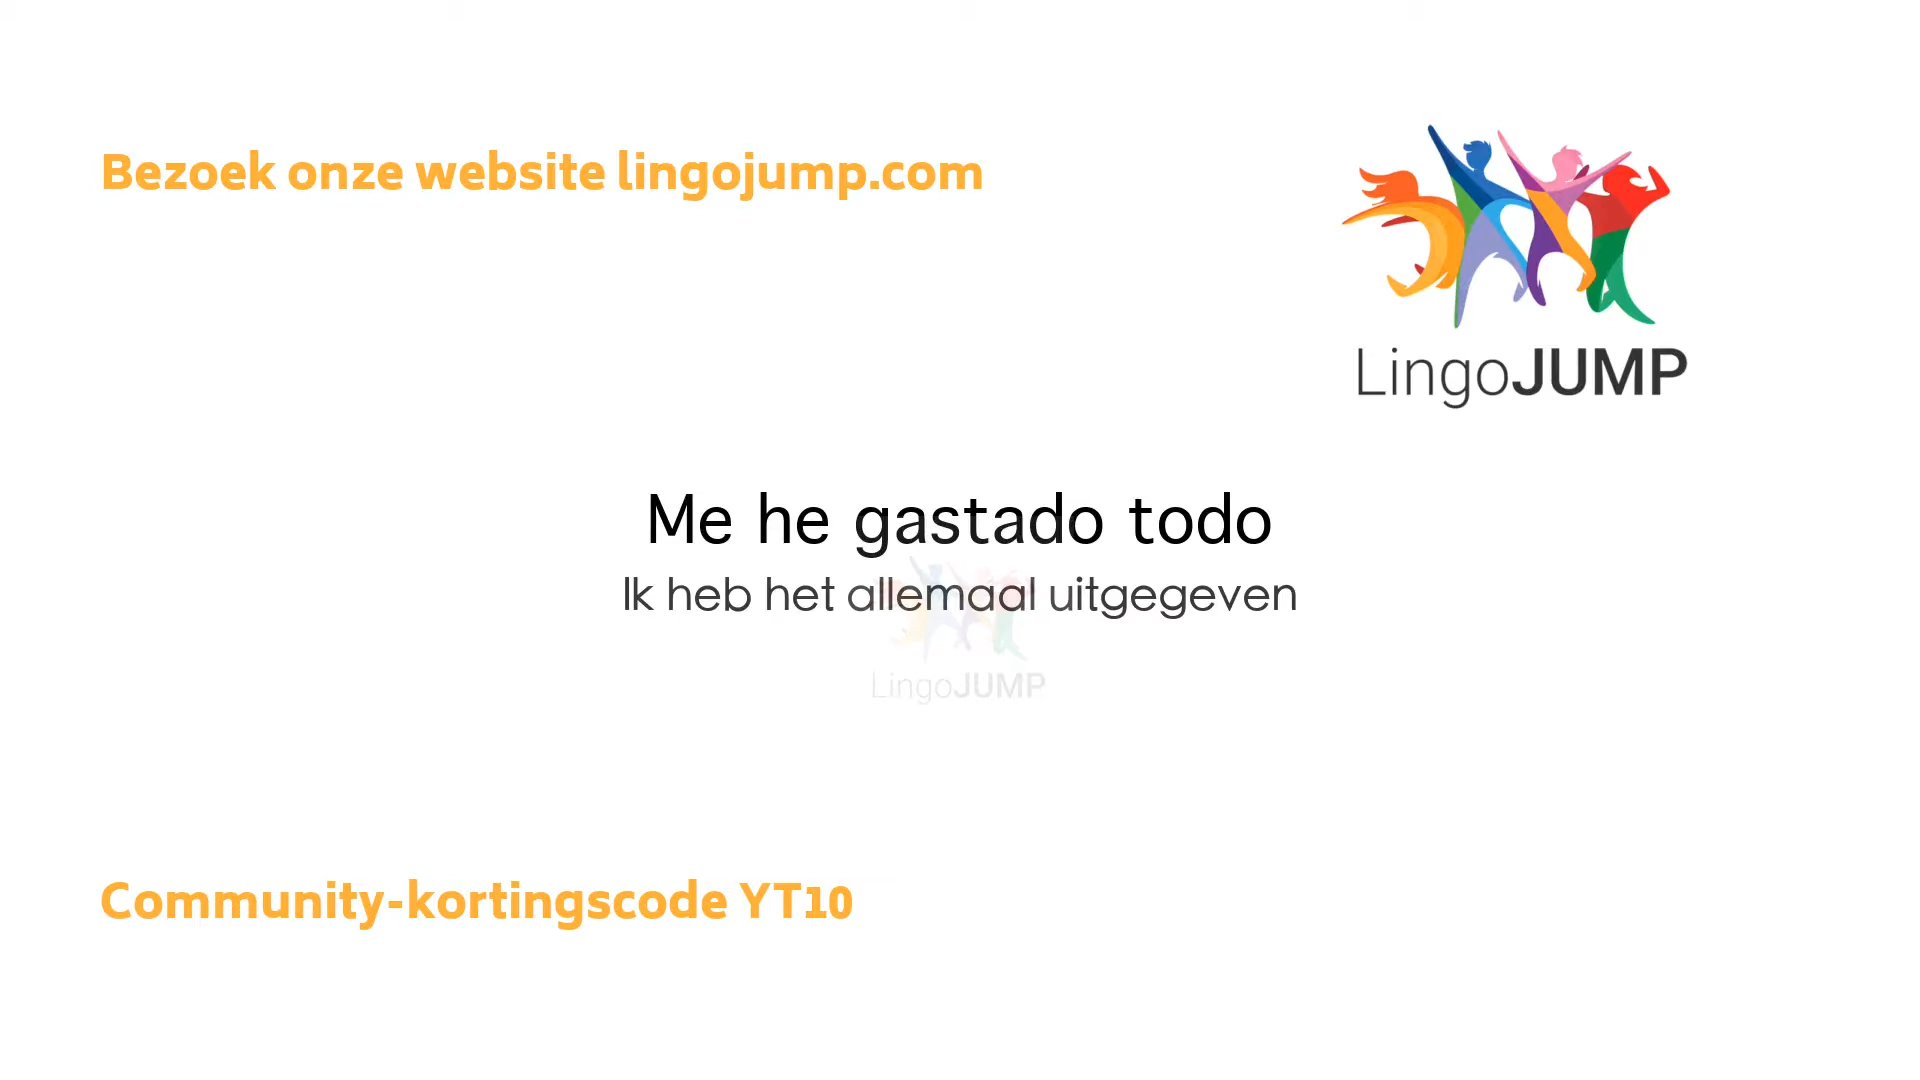 Bezoek onze website lingojump.com
LingoJUMP
Me he gastado todo
Ik heb het allemaal uitgegeven
LingoJUMP
Community-kortingscode YT10